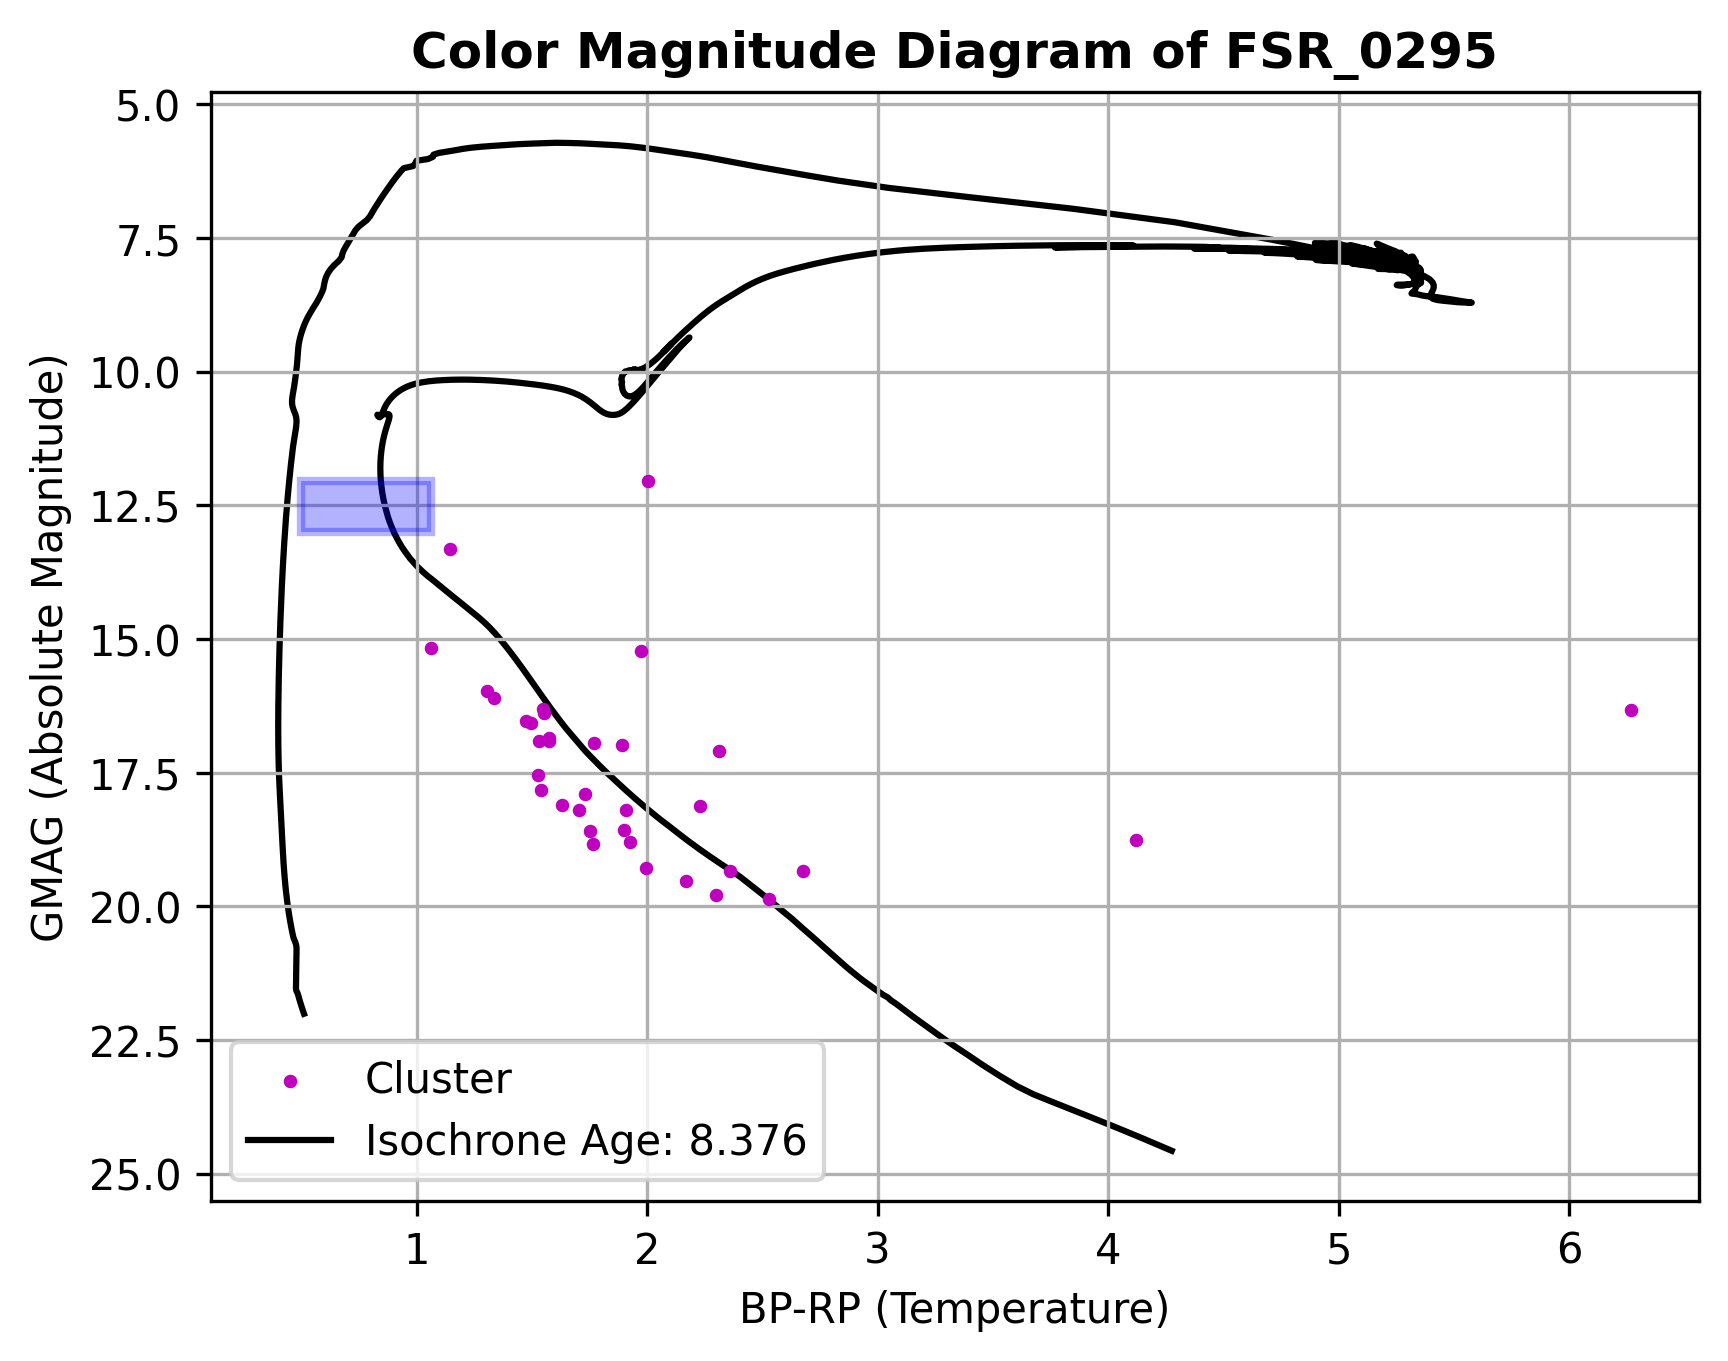 Color Magnitude Diagram of FSR_0295
GMAG (Absolute Magnitude)
5.0
7.5
10.0
12.5
15.0
17.5
20.0
22.5
25.0
Cluster
Isochrone Age: 8.376
1 2 3 4 5 6
BP-RP (Temperature)